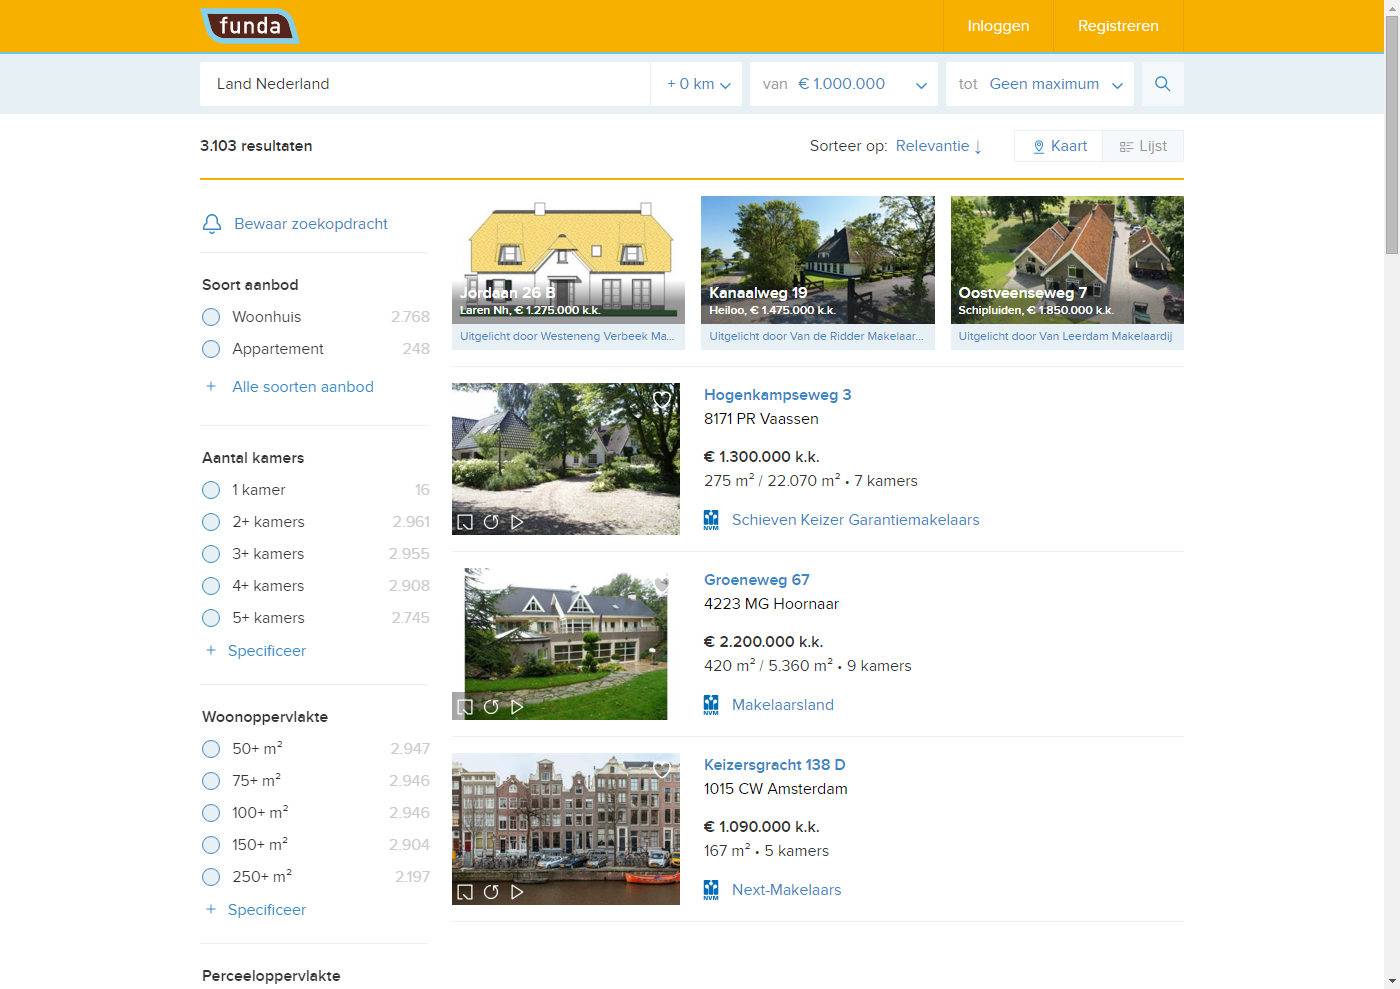 funda
Inloggen
Registreren
Land Nederland
+ 0 km
van € 1.000.000
tot Geen maximum
3.103 resultaten
Sorteer op: Relevantie ↓
Kaart
Lijst
Bewaar zoekopdracht
Soort aanbod
Woonhuis 2.768
Appartement 248
+ Alle soorten aanbod
Aantal kamers
1 kamer 16
2+ kamers 2.961
3+ kamers 2.955
4+ kamers 2.908
5+ kamers 2.745
+ Specificeer
Woonoppervlakte
50+ m² 2.947
75+ m² 2.946
100+ m² 2.946
150+ m² 2.904
250+ m² 2.197
+ Specificeer
Perceeloppervlakte
Jordaan 26 B
Laren Nh, € 1.275.000 k.k.
Uitgelicht door Westeneng Verbeek Ma...
Kanaalweg 19
Heiloo, € 1.475.000 k.k.
Uitgelicht door Van de Ridder Makelaar...
Oostveenseweg 7
Schipluiden, € 1.850.000 k.k.
Uitgelicht door Van Leerdam Makelaardij
Hogenkampseweg 3
8171 PR Vaassen
€ 1.300.000 k.k.
275 m² / 22.070 m² • 7 kamers
NVM
Schieven Keizer Garantiemakelaars
Groeneweg 67
4223 MG Hoornaar
€ 2.200.000 k.k.
420 m² / 5.360 m² • 9 kamers
NVM
Makelaarsland
Keizersgracht 138 D
1015 CW Amsterdam
€ 1.090.000 k.k.
167 m² • 5 kamers
NVM
Next-Makelaars